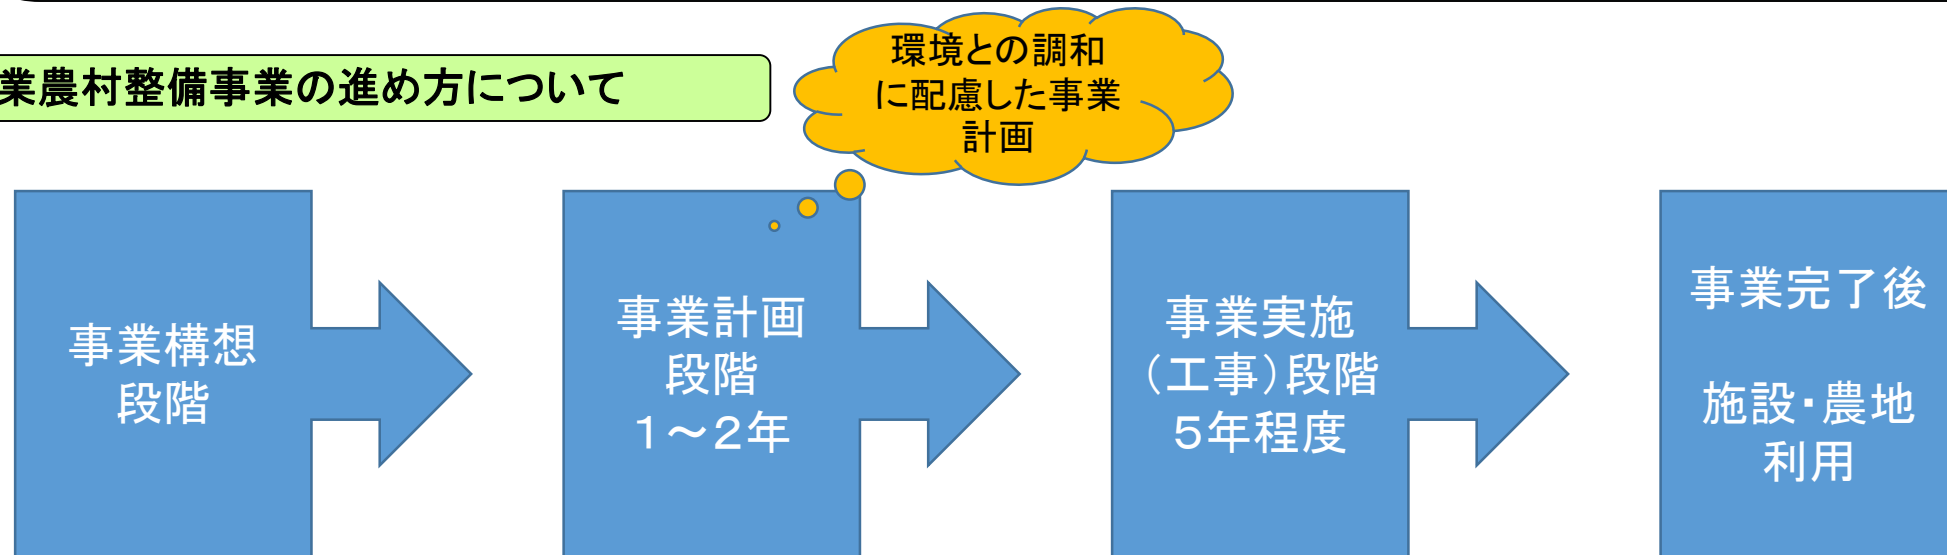 業農村整備事業の進め方について
環境との調和
に配慮した事業
計画
事業構想
段階
事業計画
段階
１～２年
事業実施
（工事）段階
５年程度
事業完了後
施設・農地
利用